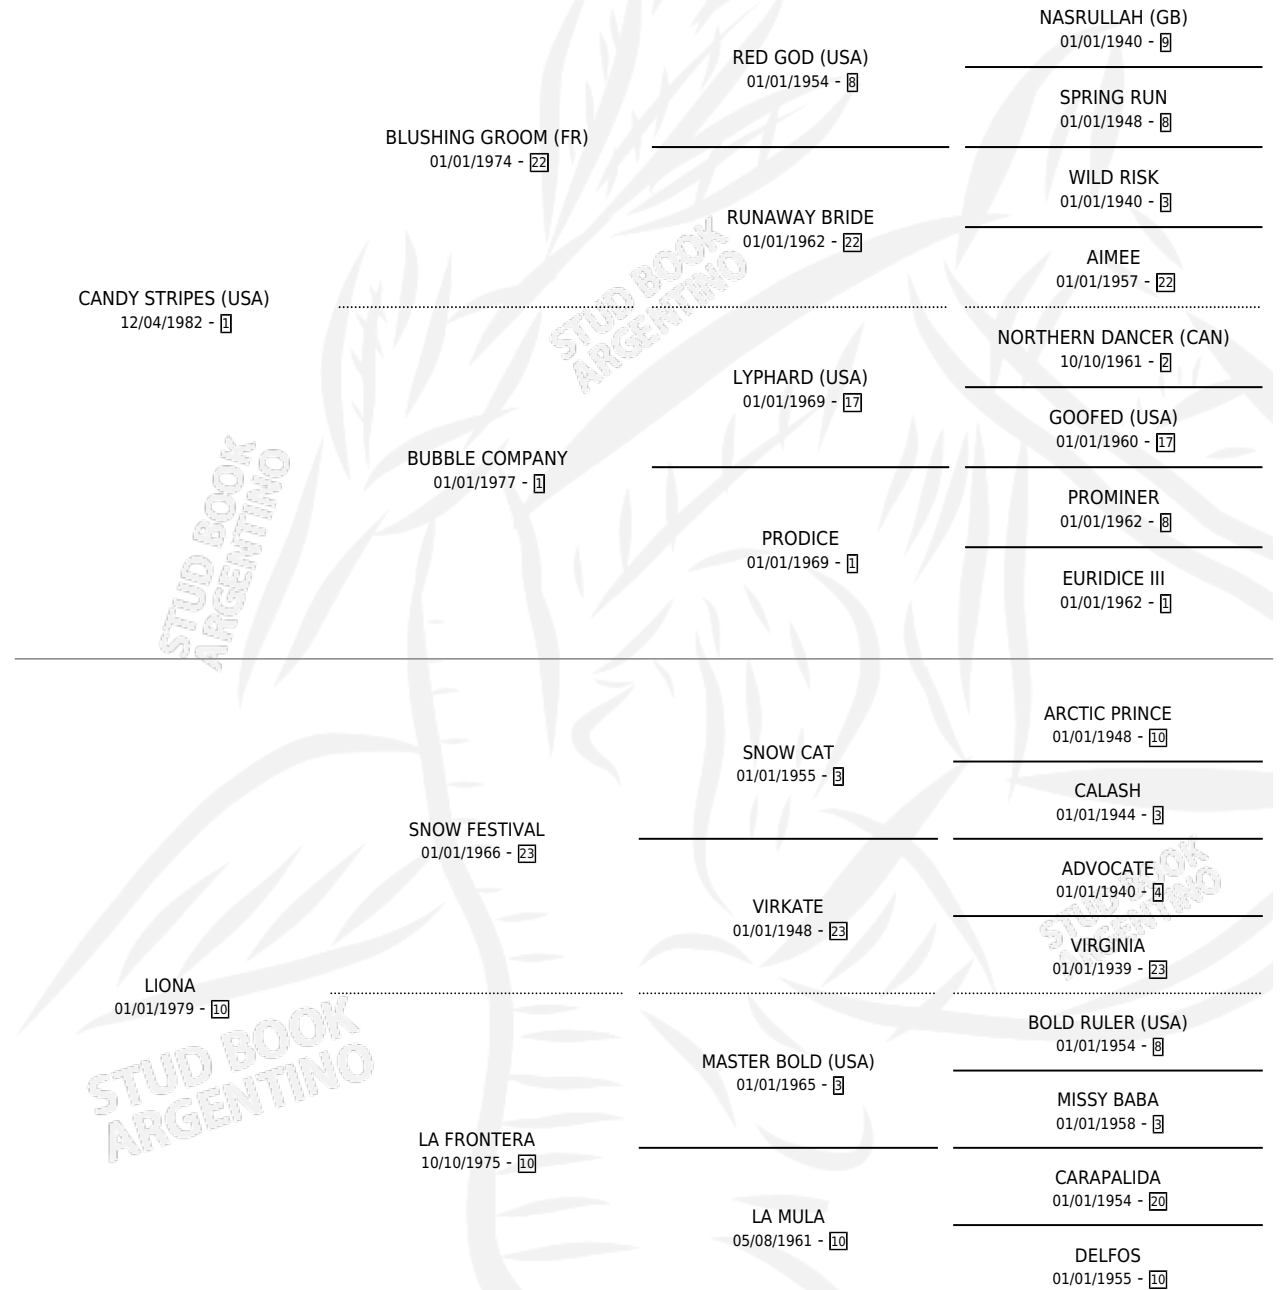 NASRULLAH (GB)
01/01/1940 - 9
RED GOD (USA)
01/01/1954 - 8
SPRING RUN
01/01/1948 - 8
BLUSHING GROOM (FR)
01/01/1974 - 22
WILD RISK
01/01/1940 - 3
RUNAWAY BRIDE
01/01/1962 - 22
AIMEE
01/01/1957 - 22
CANDY STRIPES (USA)
12/04/1982 - 1
NORTHERN DANCER (CAN)
10/10/1961 - 2
LYPHARD (USA)
01/01/1969 - 17
GOOFED (USA)
01/01/1960 - 17
BUBBLE COMPANY
01/01/1977 - 1
PROMINER
01/01/1962 - 8
PRODICE
01/01/1969 - 1
EURIDICE III
01/01/1962 - 1
ARCTIC PRINCE
01/01/1948 - 10
SNOW CAT
01/01/1955 - 3
CALASH
01/01/1944 - 3
SNOW FESTIVAL
01/01/1966 - 23
ADVOCATE
01/01/1940 - 4
VIRKATE
01/01/1948 - 23
VIRGINIA
01/01/1939 - 23
LIONA
01/01/1979 - 10
BOLD RULER (USA)
01/01/1954 - 8
MASTER BOLD (USA)
01/01/1965 - 3
MISSY BABA
01/01/1958 - 3
LA FRONTERA
10/10/1975 - 10
CARAPALIDA
01/01/1954 - 20
LA MULA
05/08/1961 - 10
DELFOS
01/01/1955 - 10
STUD BOOK
ARGENTINO
STUD BOOK
ARGENTINO
STUD BOOK
ARGENTINO
STUD BOOK
ARGENTINO